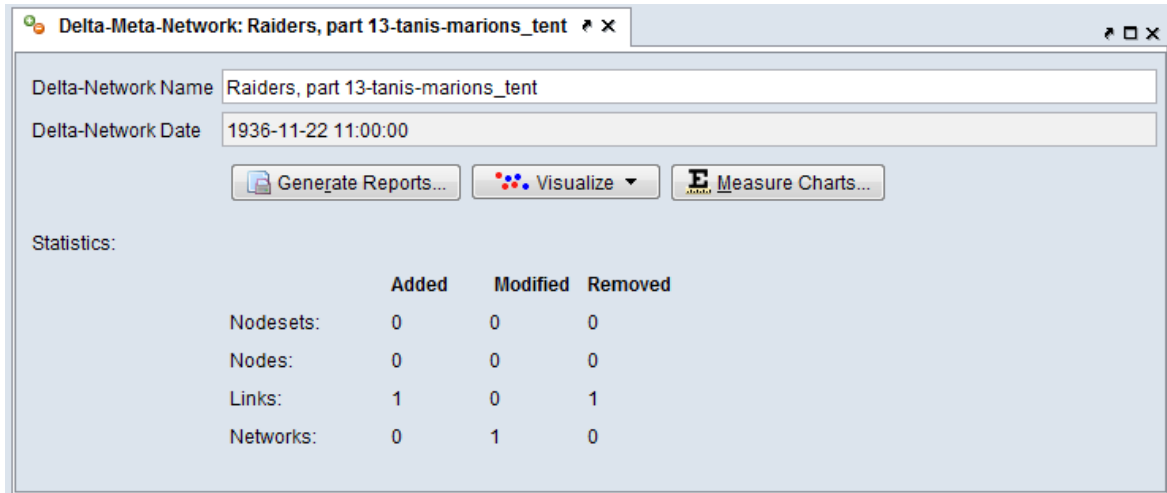 Delta-Meta-Network: Raiders, part 13-tanis-marions_tent
Delta-Network Name Raiders, part 13-tanis-marions_tent
Delta-Network Date 1936-11-22 11:00:00
Generate Reports... Visualize E Measure Charts...
Statistics:
Added Modified Removed
Nodesets: 0 0 0
Nodes: 0 0 0
Links: 1 0 1
Networks: 0 1 0